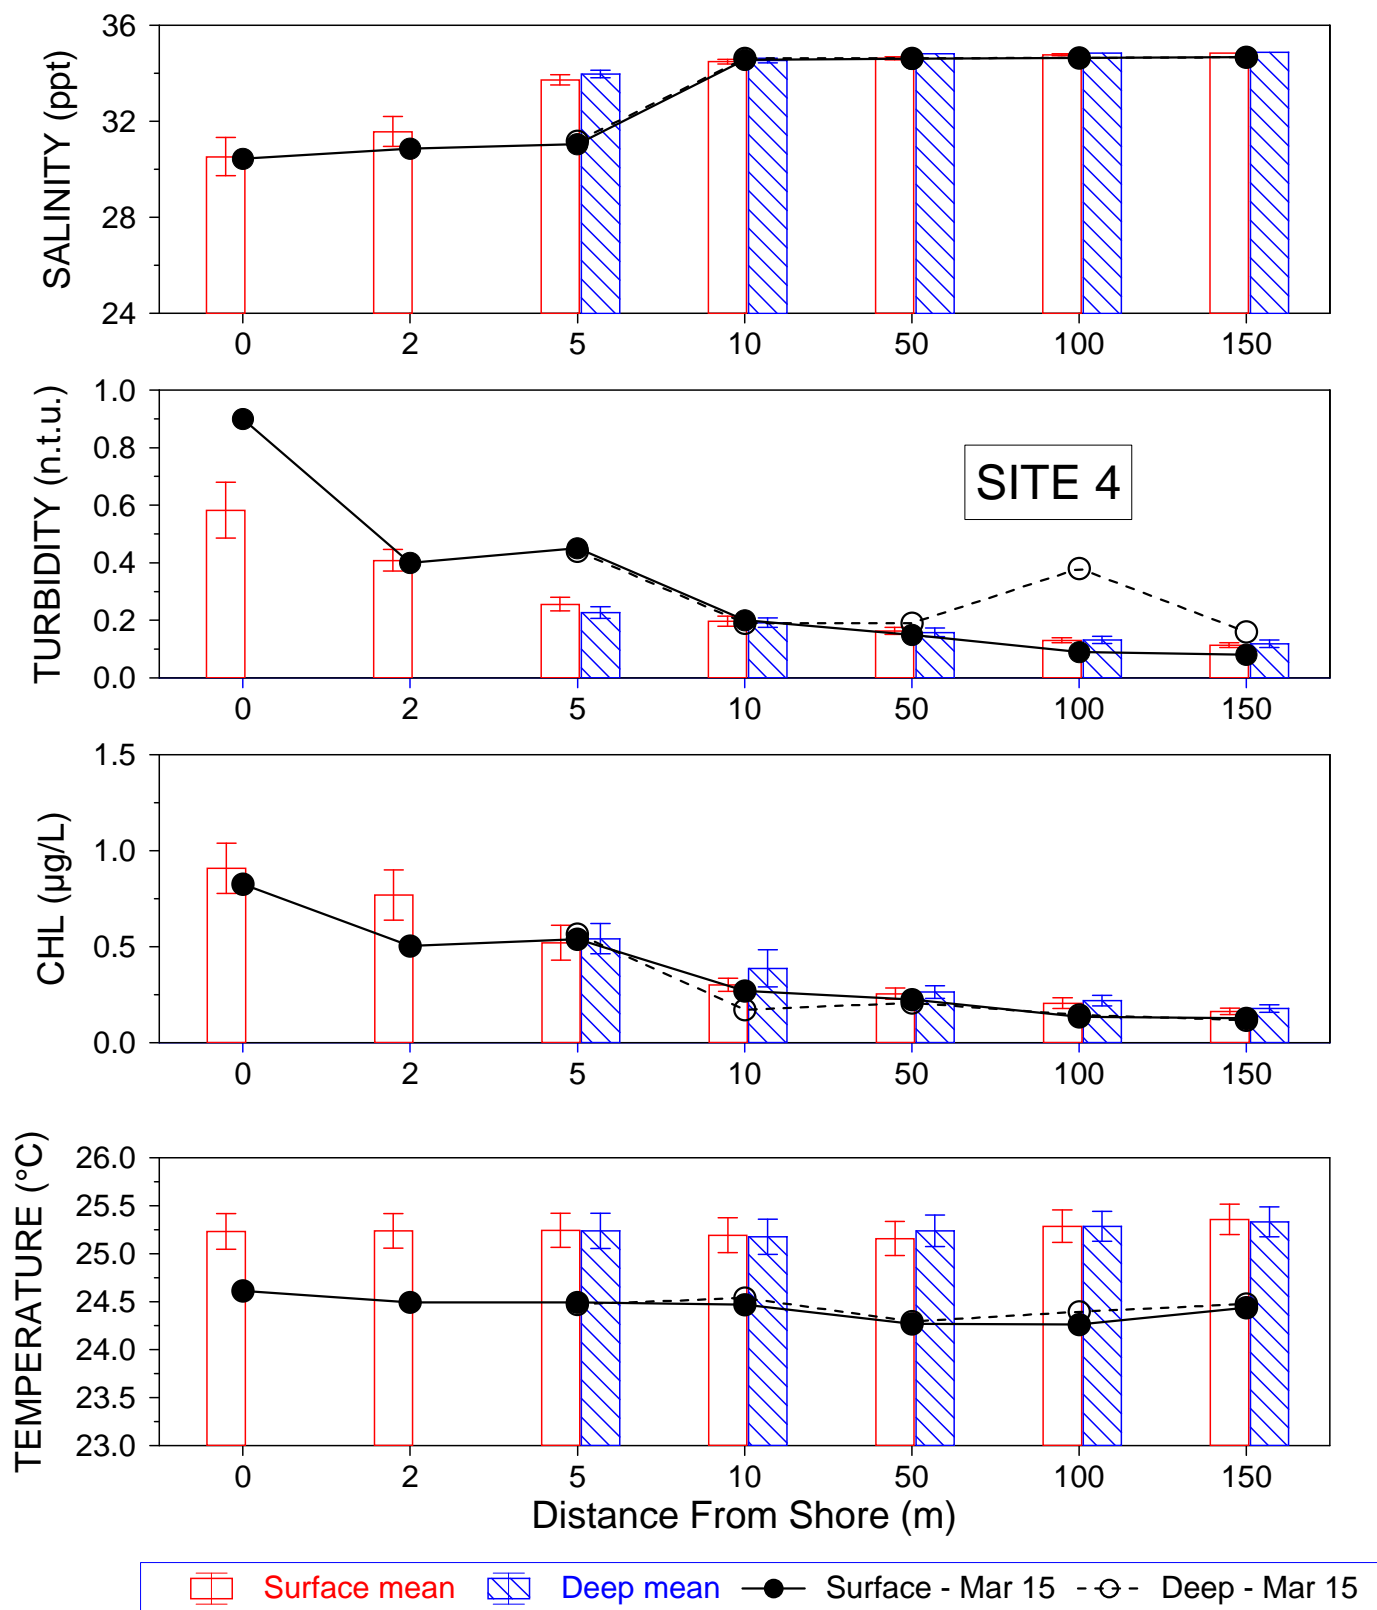 SALINITY (ppt)
36
32
28
24
0 2 5 10 50 100 150
TURBIDITY (n.t.u.)
1.0
0.8
0.6
0.4
0.2
0.0
SITE 4
0 2 5 10 50 100 150
CHL (µg/L)
1.5
1.0
0.5
0.0
0 2 5 10 50 100 150
TEMPERATURE (°C)
26.0
25.5
25.0
24.5
24.0
23.5
23.0
0 2 5 10 50 100 150
Distance From Shore (m)
Surface mean Deep mean Surface - Mar 15 Deep - Mar 15